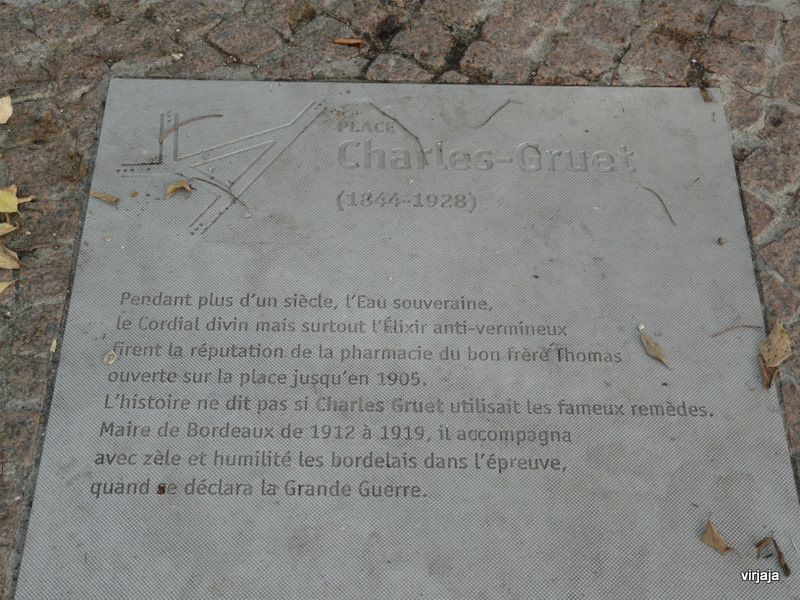 PLACE
Charles-Gruet
(1844-1928)
Pendant plus d'un siècle, l'Eau souveraine,
le Cordial divin mais surtout l'Élixir anti-vermineux
firent la réputation de la pharmacie du bon frère Thomas
ouverte sur la place jusqu'en 1905.
L'histoire ne dit pas si Charles Gruet utilisait les fameux remèdes.
Maire de Bordeaux de 1912 à 1919, il accompagna
avec zèle et humilité les bordelais dans l'épreuve,
quand se déclara la Grande Guerre.
virjaja